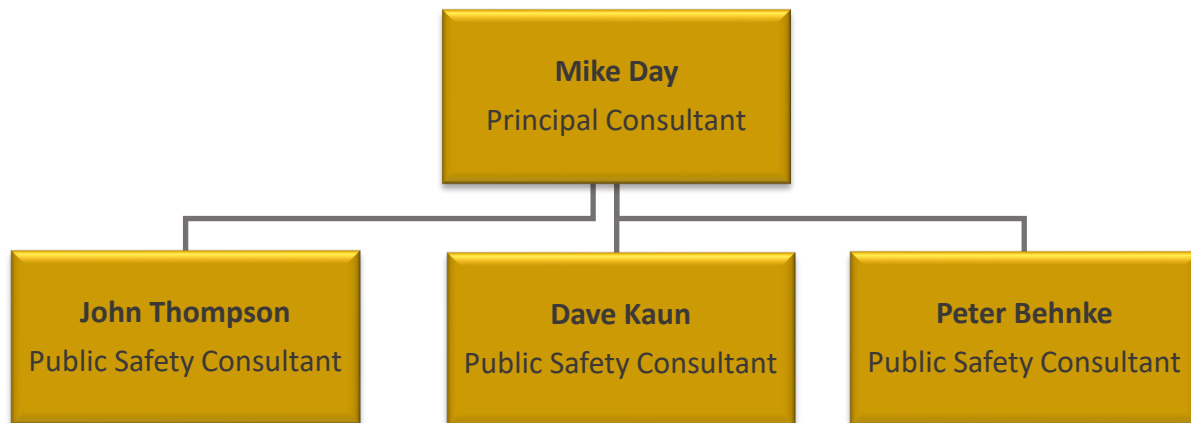 Mike Day
Principal Consultant
John Thompson
Public Safety Consultant
Dave Kaun
Public Safety Consultant
Peter Behnke
Public Safety Consultant